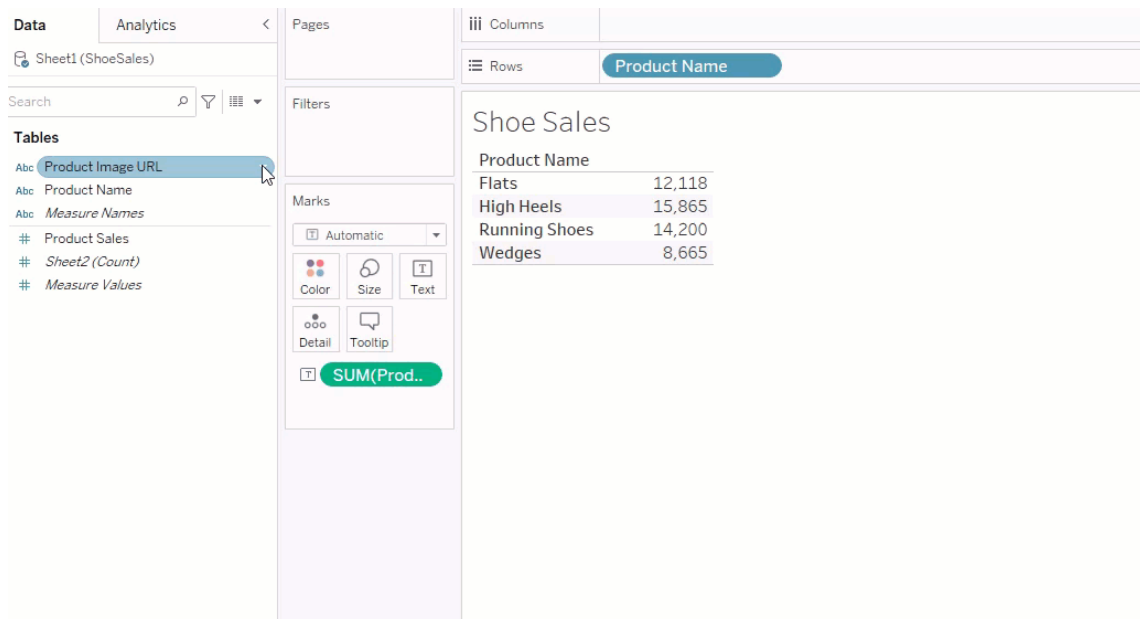 Data Analytics
Sheet1 (ShoeSales)
Search
Tables
Abc Product Image URL
Abc Product Name
Abc Measure Names
# Product Sales
# Sheet2 (Count)
# Measure Values
Pages
Filters
Marks
T Automatic
Color Size T Text
Detail Tooltip
T SUM(Prod..
Columns
Rows Product Name
Shoe Sales
Product Name
Flats 12,118
High Heels 15,865
Running Shoes 14,200
Wedges 8,665